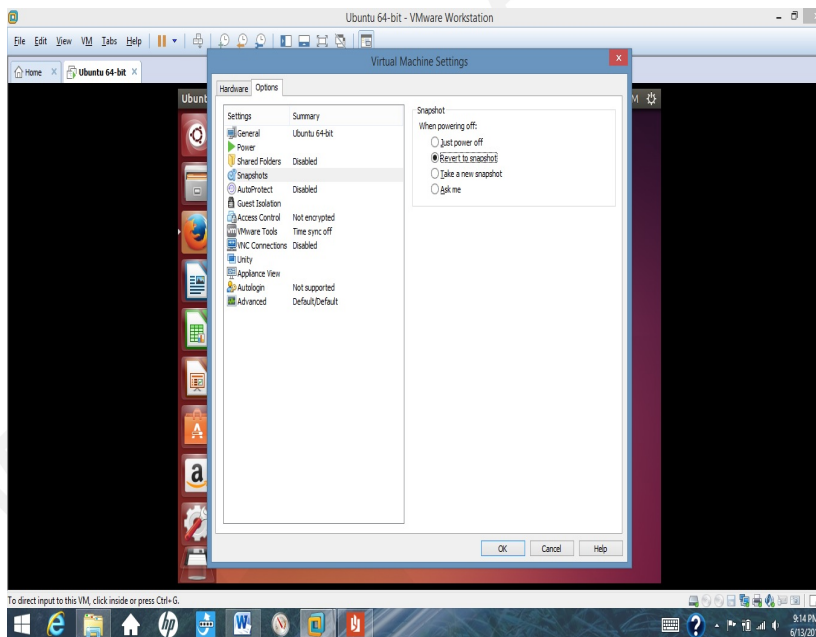 Ubuntu 64-bit - VMware Workstation
File Edit View VM Tabs Help
Home Ubuntu 64-bit
Virtual Machine Settings
Hardware Options
Settings Summary
General Ubuntu 64-bit
Power
Shared Folders Disabled
Snapshots
AutoProtect Disabled
Guest Isolation
Access Control Not encrypted
VMware Tools Time sync off
VNC Connections Disabled
Unity
Appliance View
Autologin Not supported
Advanced Default/Default
Snapshot
When powering off:
Just power off
Revert to snapshot
Take a new snapshot
Ask me
OK Cancel Help
Ubunt
To direct input to this VM, click inside or press Ctrl+G.
9:14 PM
6/13/20